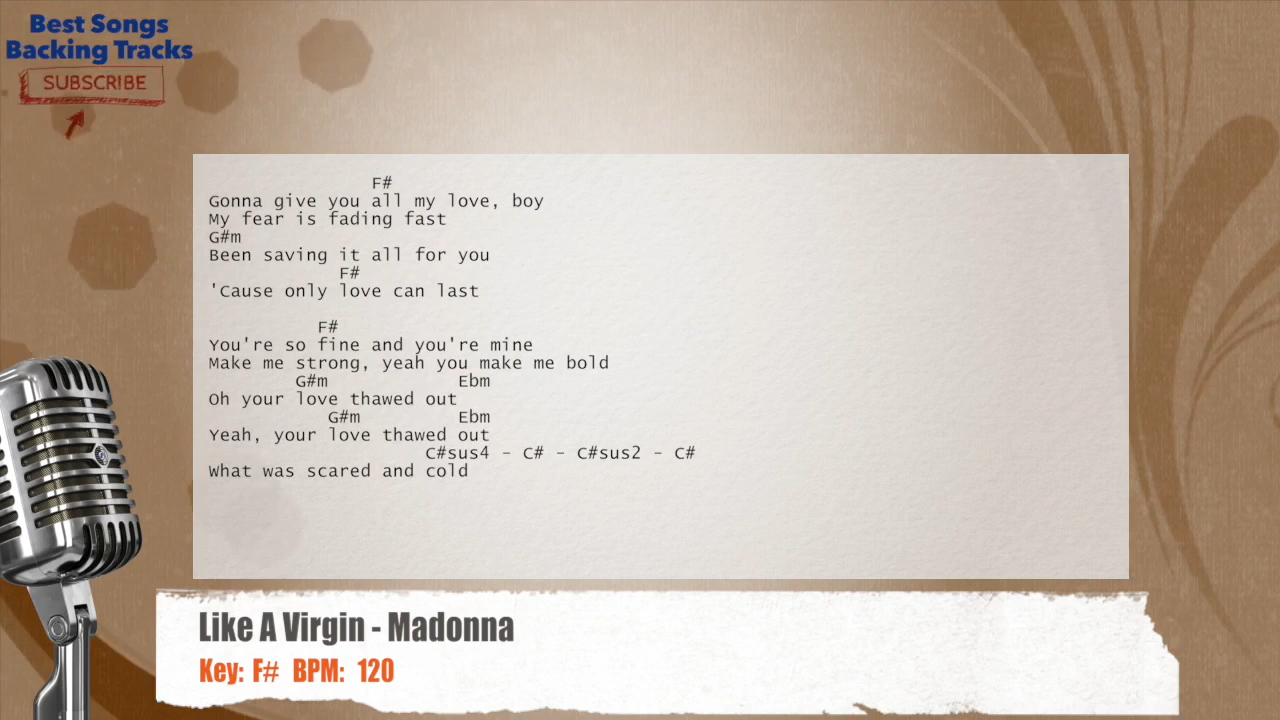 Best Songs
Backing Tracks
SUBSCRIBE
F#
Gonna give you all my love, boy
My fear is fading fast
G#m
Been saving it all for you
F#
'Cause only love can last
F#
You're so fine and you're mine
Make me strong, yeah you make me bold
G#m Ebm
Oh your love thawed out
G#m Ebm
Yeah, your love thawed out
C#sus4 - C# - C#sus2 - C#
What was scared and cold
Like A Virgin - Madonna
Key: F# BPM: 120